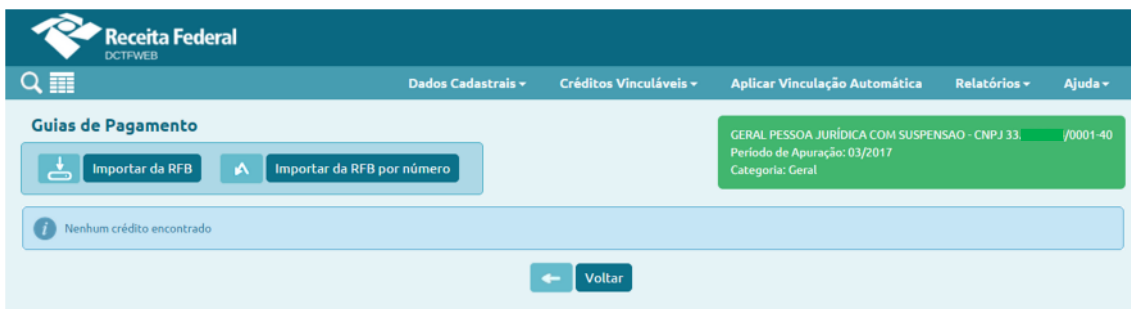 Receita Federal
DCTFWEB
Dados Cadastrais Créditos Vinculáveis Aplicar Vinculação Automática Relatórios Ajuda
Guias de Pagamento
Importar da RFB Importar da RFB por número
GERAL PESSOA JURÍDICA COM SUSPENSAO - CNPJ 33. /0001-40
Período de Apuração: 03/2017
Categoria: Geral
Nenhum crédito encontrado
Voltar